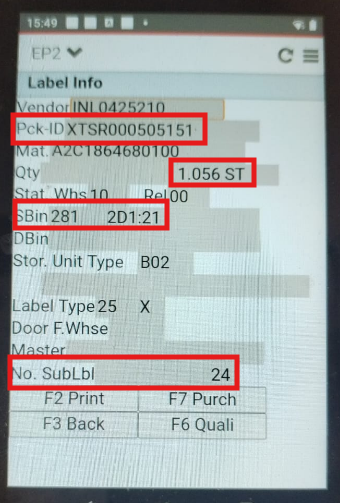 15:49
EP2
Label Info
Vendor INL0425210
Pck-ID XTSR000505151
Mat. A2C1864680100
Qty 1.056 ST
Stat. Whs 10 Rel 00
SBin 281 2D1:21
DBin
Stor. Unit Type B02
Label Type 25 X
Door F.Whse
Master
No. SubLbl 24
F2 Print F7 Purch
F3 Back F6 Quali